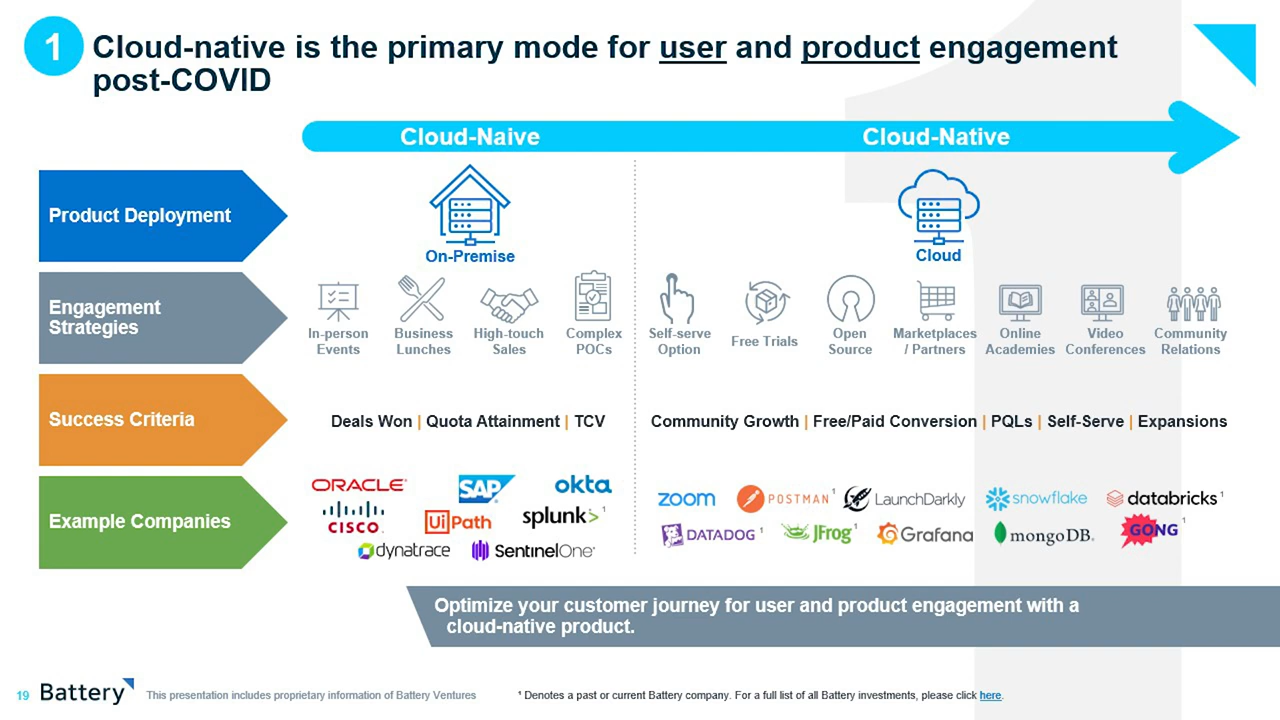 1
Cloud-native is the primary mode for user and product engagement
post-COVID
Cloud-Naive
Cloud-Native
Product Deployment
On-Premise
Cloud
Engagement
Strategies
In-person
Events
Business
Lunches
High-touch
Sales
Complex
POCs
Self-serve
Option
Free Trials
Open
Source
Marketplaces
/ Partners
Online
Academies
Video
Conferences
Community
Relations
Success Criteria
Deals Won | Quota Attainment | TCV
Community Growth | Free/Paid Conversion | PQLs | Self-Serve | Expansions
Example Companies
ORACLE
SAP
okta
CISCO
UiPath
splunk> ¹
dynatrace
SentinelOne
zoom
POSTMAN ¹
LaunchDarkly
snowflake
databricks ¹
DATADOG ¹
JFrog ¹
Grafana
mongoDB
GONG ¹
Optimize your customer journey for user and product engagement with a
cloud-native product.
19
Battery
This presentation includes proprietary information of Battery Ventures
¹ Denotes a past or current Battery company. For a full list of all Battery investments, please click here.